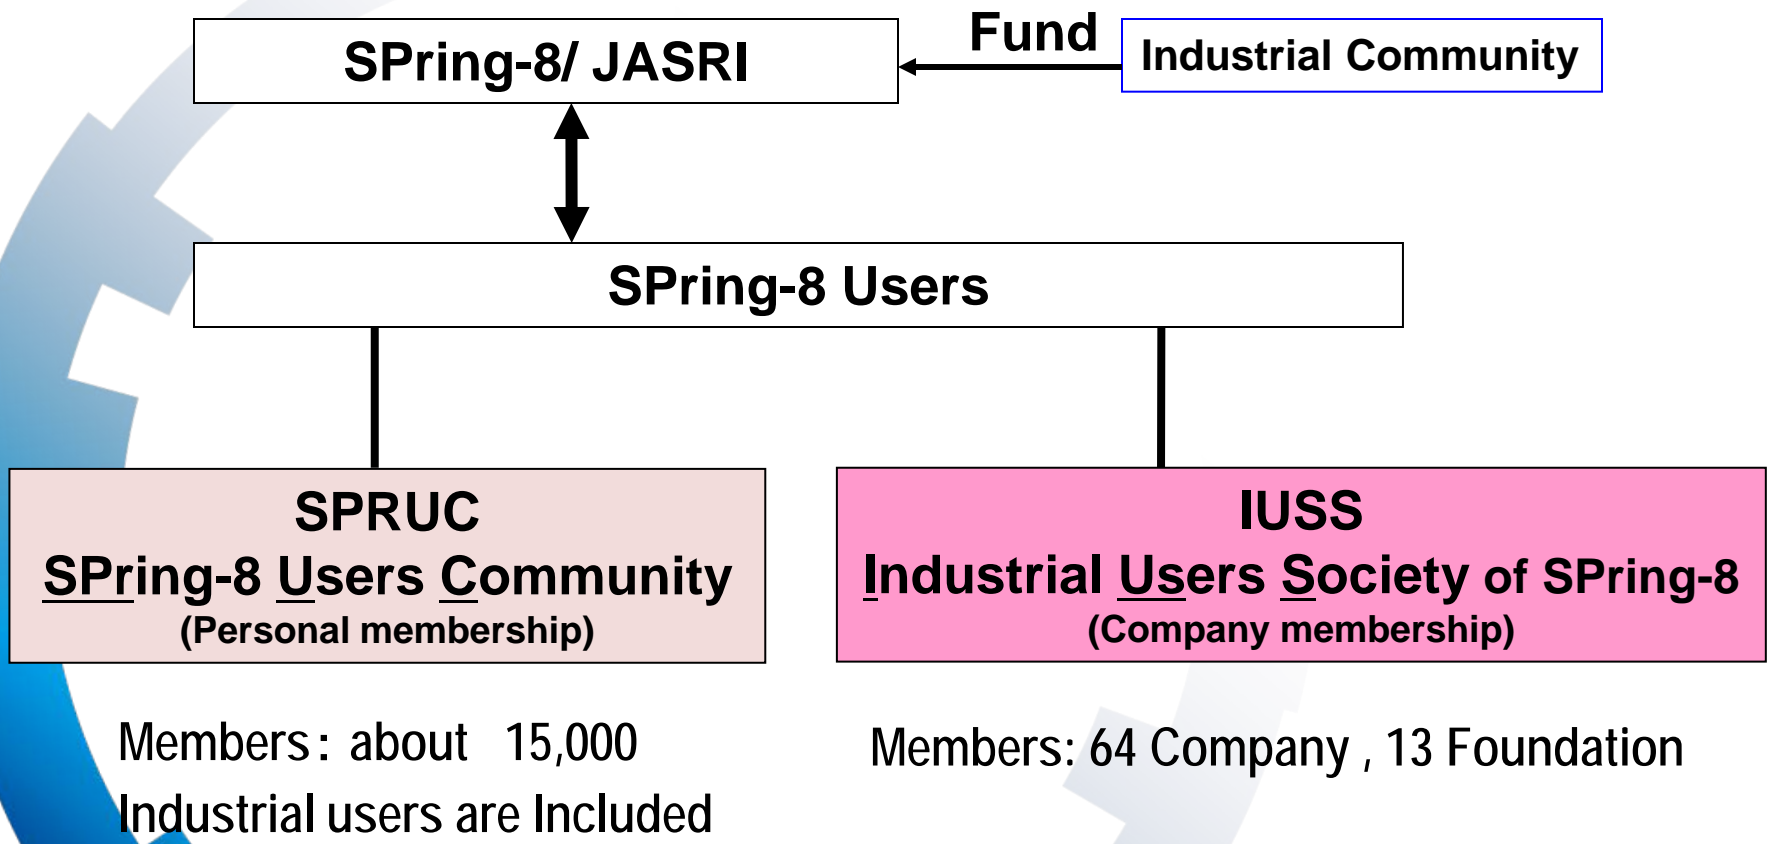 SPring-8/ JASRI
Fund
Industrial Community
SPring-8 Users
SPRUC
SPring-8 Users Community
(Personal membership)
IUSS
Industrial Users Society of SPring-8
(Company membership)
Members: about 15,000
Industrial users are Included
Members: 64 Company , 13 Foundation